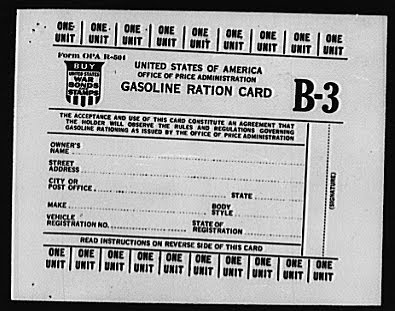 ONE ONE ONE ONE ONE ONE ONE ONE
UNIT UNIT UNIT UNIT UNIT UNIT UNIT UNIT
Form OPA R-504
BUY
UNITED STATES
WAR
BONDS
AND
STAMPS
UNITED STATES OF AMERICA
OFFICE OF PRICE ADMINISTRATION
GASOLINE RATION CARD
B-3
THE ACCEPTANCE AND USE OF THIS CARD CONSTITUTE AN AGREEMENT THAT
THE HOLDER WILL OBSERVE THE RULES AND REGULATIONS GOVERNING
GASOLINE RATIONING AS ISSUED BY THE OFFICE OF PRICE ADMINISTRATION
OWNER'S
NAME
STREET
ADDRESS
CITY OR
POST OFFICE STATE
MAKE BODY
STYLE
VEHICLE
REGISTRATION NO. STATE OF
REGISTRATION
(SIGNATURE)
READ INSTRUCTIONS ON REVERSE SIDE OF THIS CARD
ONE ONE ONE ONE ONE ONE ONE ONE ONE ONE
UNIT UNIT UNIT UNIT UNIT UNIT UNIT UNIT UNIT UNIT